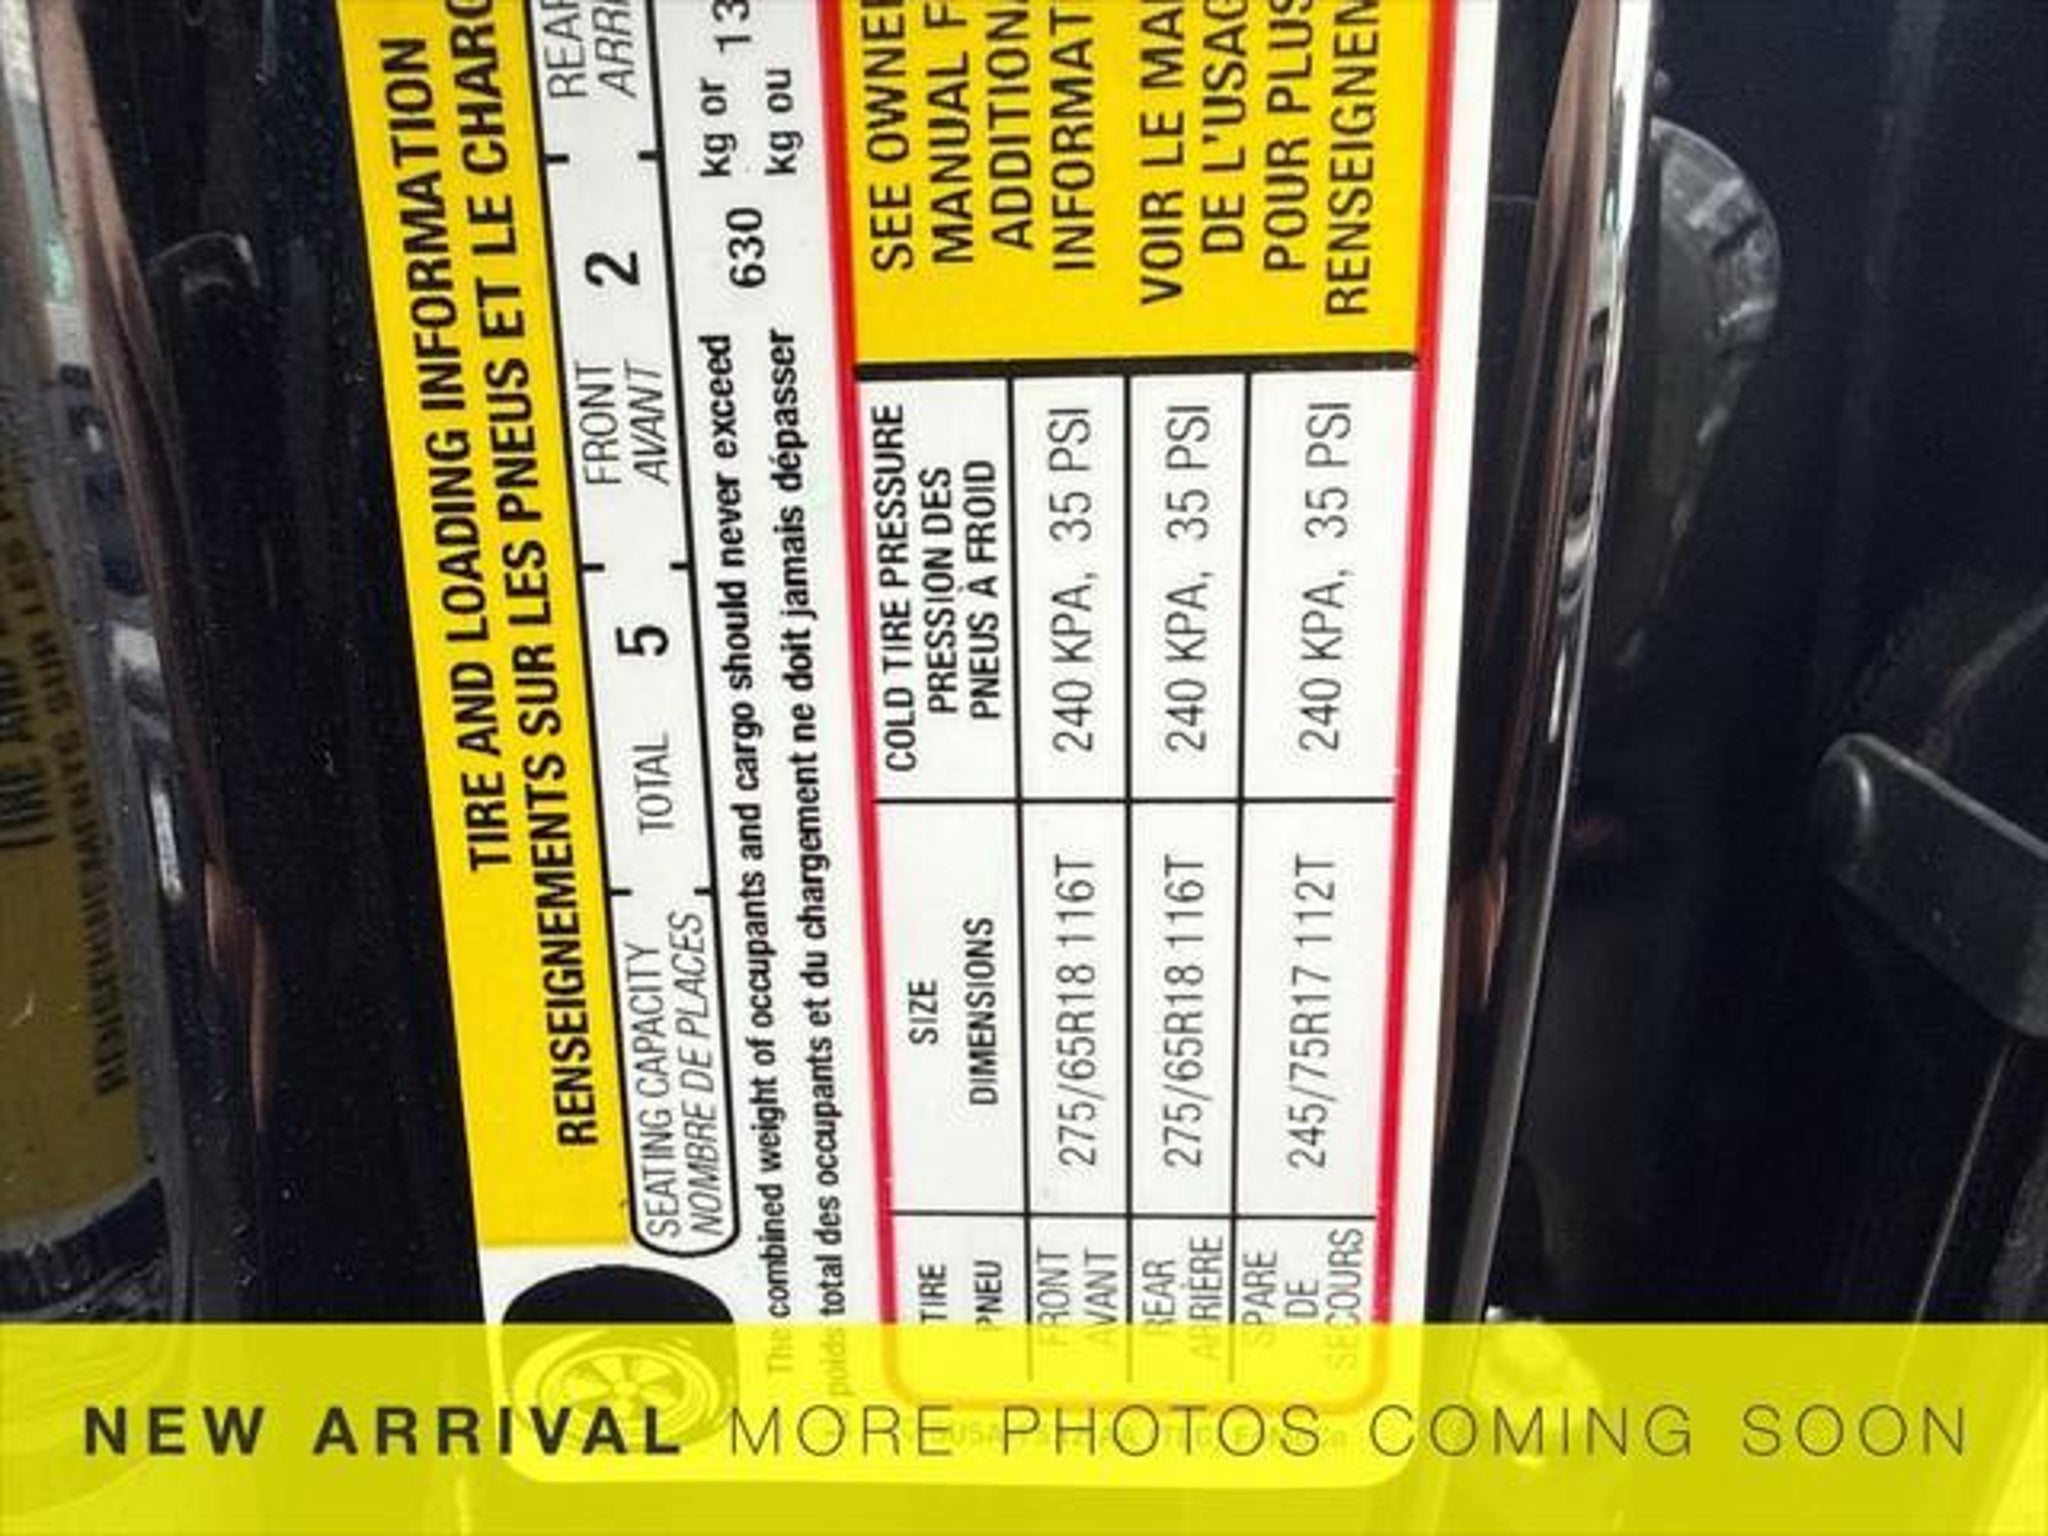 TIRE AND LOADING INFORMATION
RENSEIGNEMENTS SUR LES PNEUS ET LE CHARG
SEATING CAPACITY
NOMBRE DE PLACES
TOTAL 5
FRONT
AVANT
2
REAR
ARRI
The combined weight of occupants and cargo should never exceed 630 kg or 13
poids total des occupants et du chargement ne doit jamais dépasser kg ou
TIRE
PNEU
SIZE
DIMENSIONS
COLD TIRE PRESSURE
PRESSION DES
PNEUS À FROID
FRONT
AVANT
275/65R18 116T
240 KPA, 35 PSI
REAR
ARRIÈRE
275/65R18 116T
240 KPA, 35 PSI
SPARE
DE
SECOURS
245/75R17 112T
240 KPA, 35 PSI
SEE OWNE
MANUAL F
ADDITION
INFORMAT
VOIR LE MA
DE L'USAG
POUR PLUS
RENSEIGNEM
NEW ARRIVAL MORE PHOTOS COMING SOON